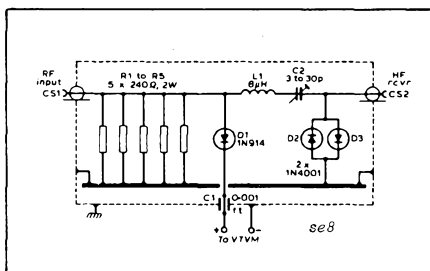 RF
input
CS1
R1 to R5
5 x 240Ω, 2W
L1
6μH
C2
3 to 30p
HF
rcvr
CS2
D1
1N914
D2
D3
2x
1N4001
C1
0·001
ft
+
-
To VTVM
se8